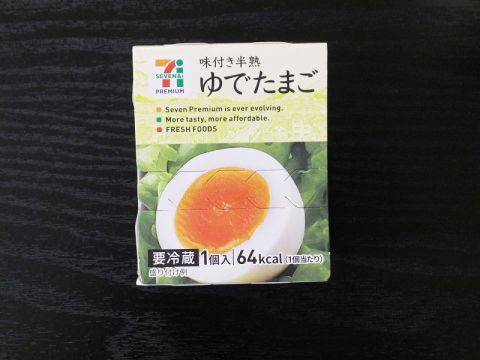 7i
SEVEN&i
PREMIUM
味付き半熟
ゆでたまご
Seven Premium is ever evolving.
More tasty, more affordable.
FRESH FOODS
要冷蔵 1個入 64kcal(1個当たり)
盛り付け例